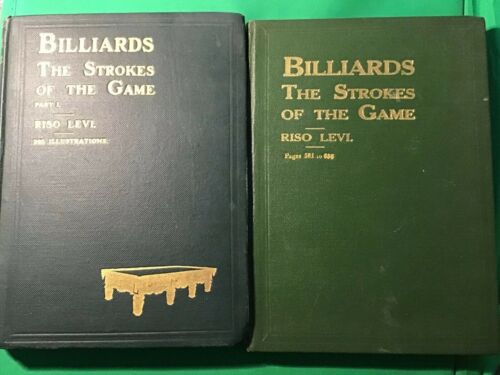 BILLIARDS
THE STROKES
OF THE GAME
PART I.
RISO LEVI.
BILLIARDS
THE STROKES
OF THE GAME
RISO LEVI.
Pages 581 to 656